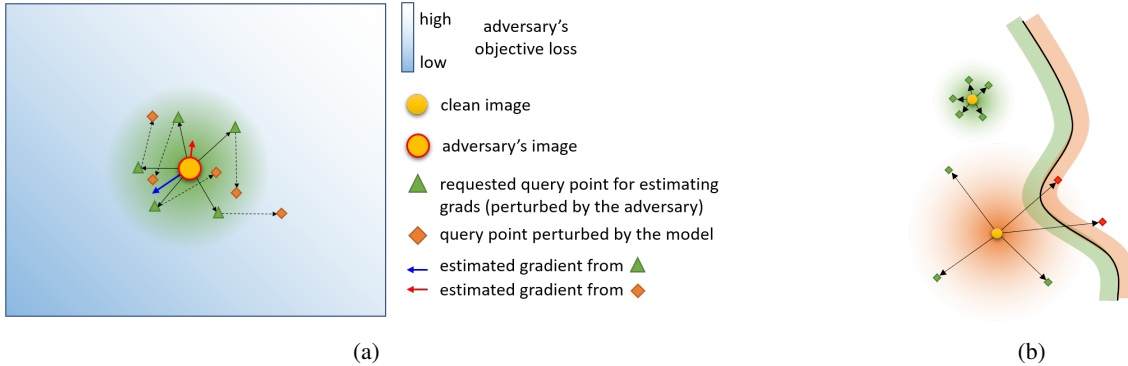 high
low
adversary's
objective loss
clean image
adversary's image
requested query point for estimating
grads (perturbed by the adversary)
query point perturbed by the model
estimated gradient from
estimated gradient from
(a)
(b)